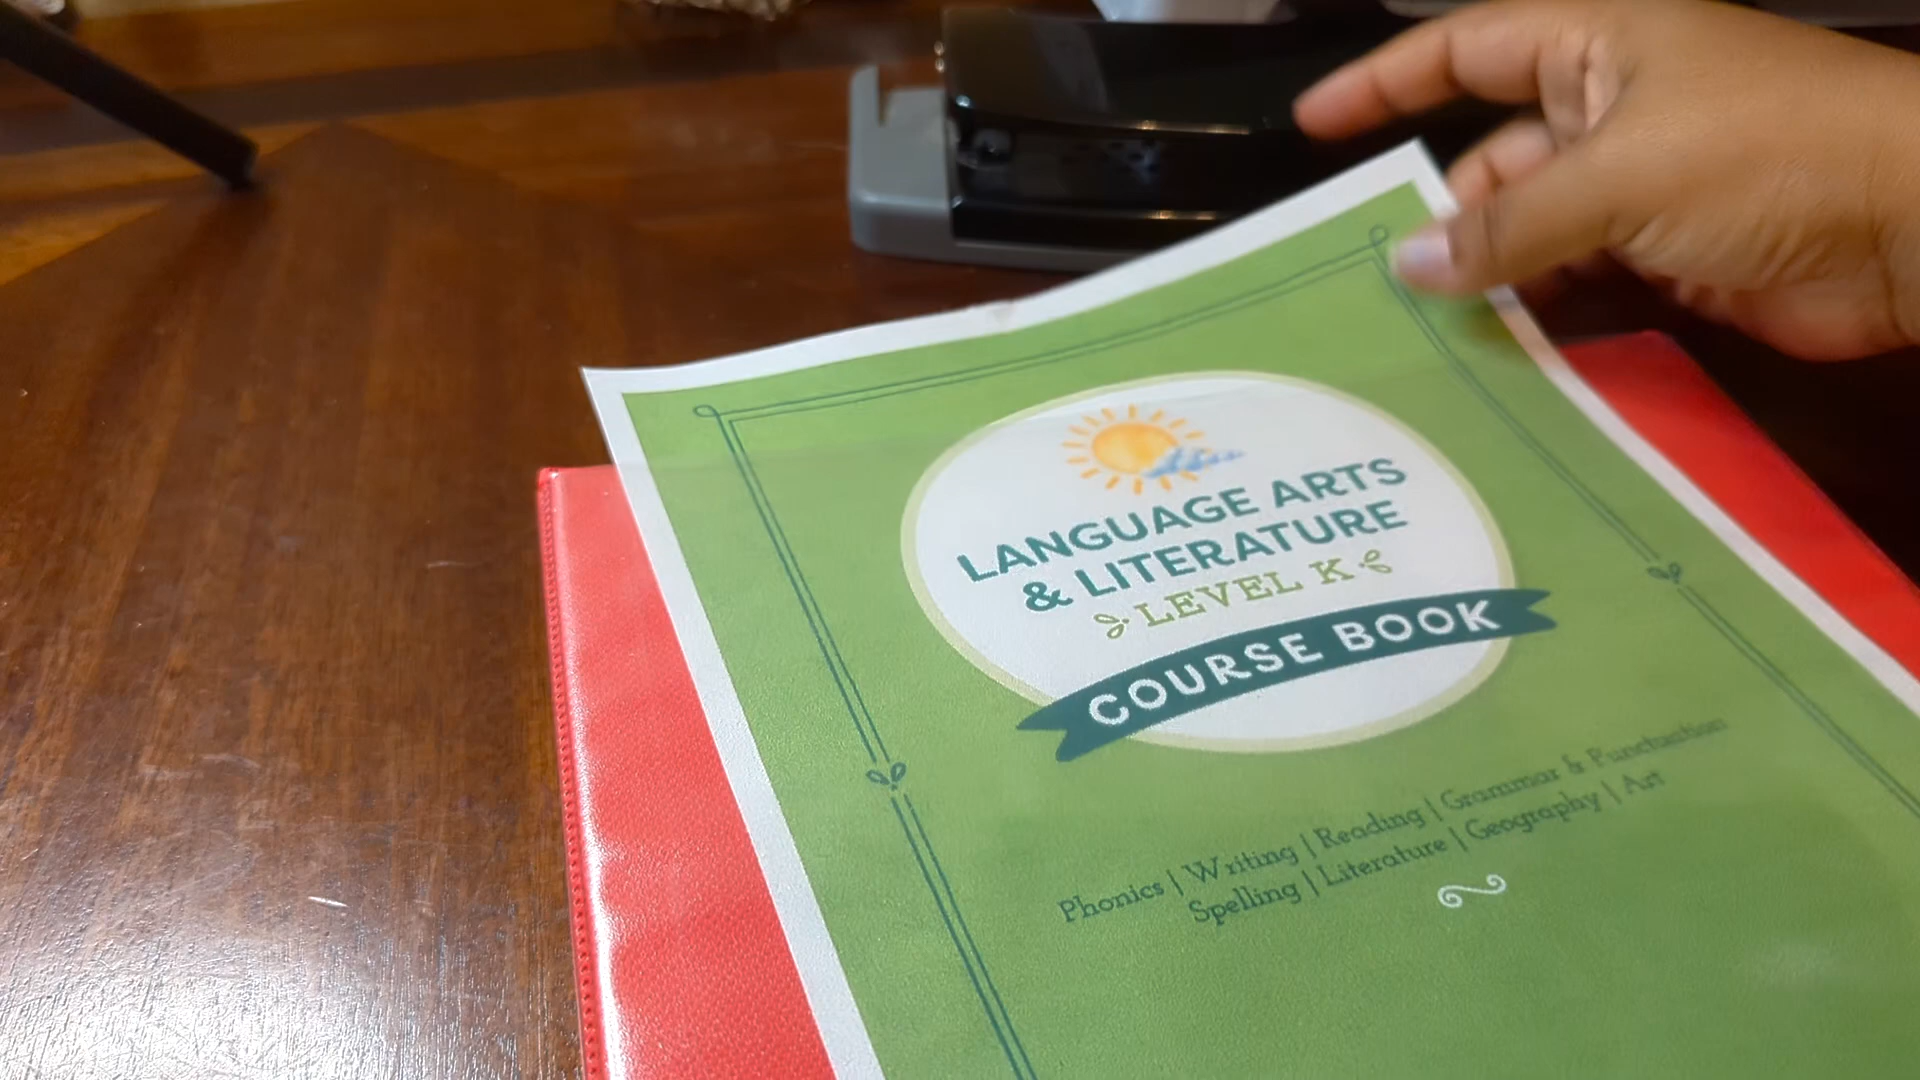 LANGUAGE ARTS
& LITERATURE
LEVEL K
COURSE BOOK
Phonics | Writing | Reading | Grammar & Punctuation
Spelling | Literature | Geography | Art